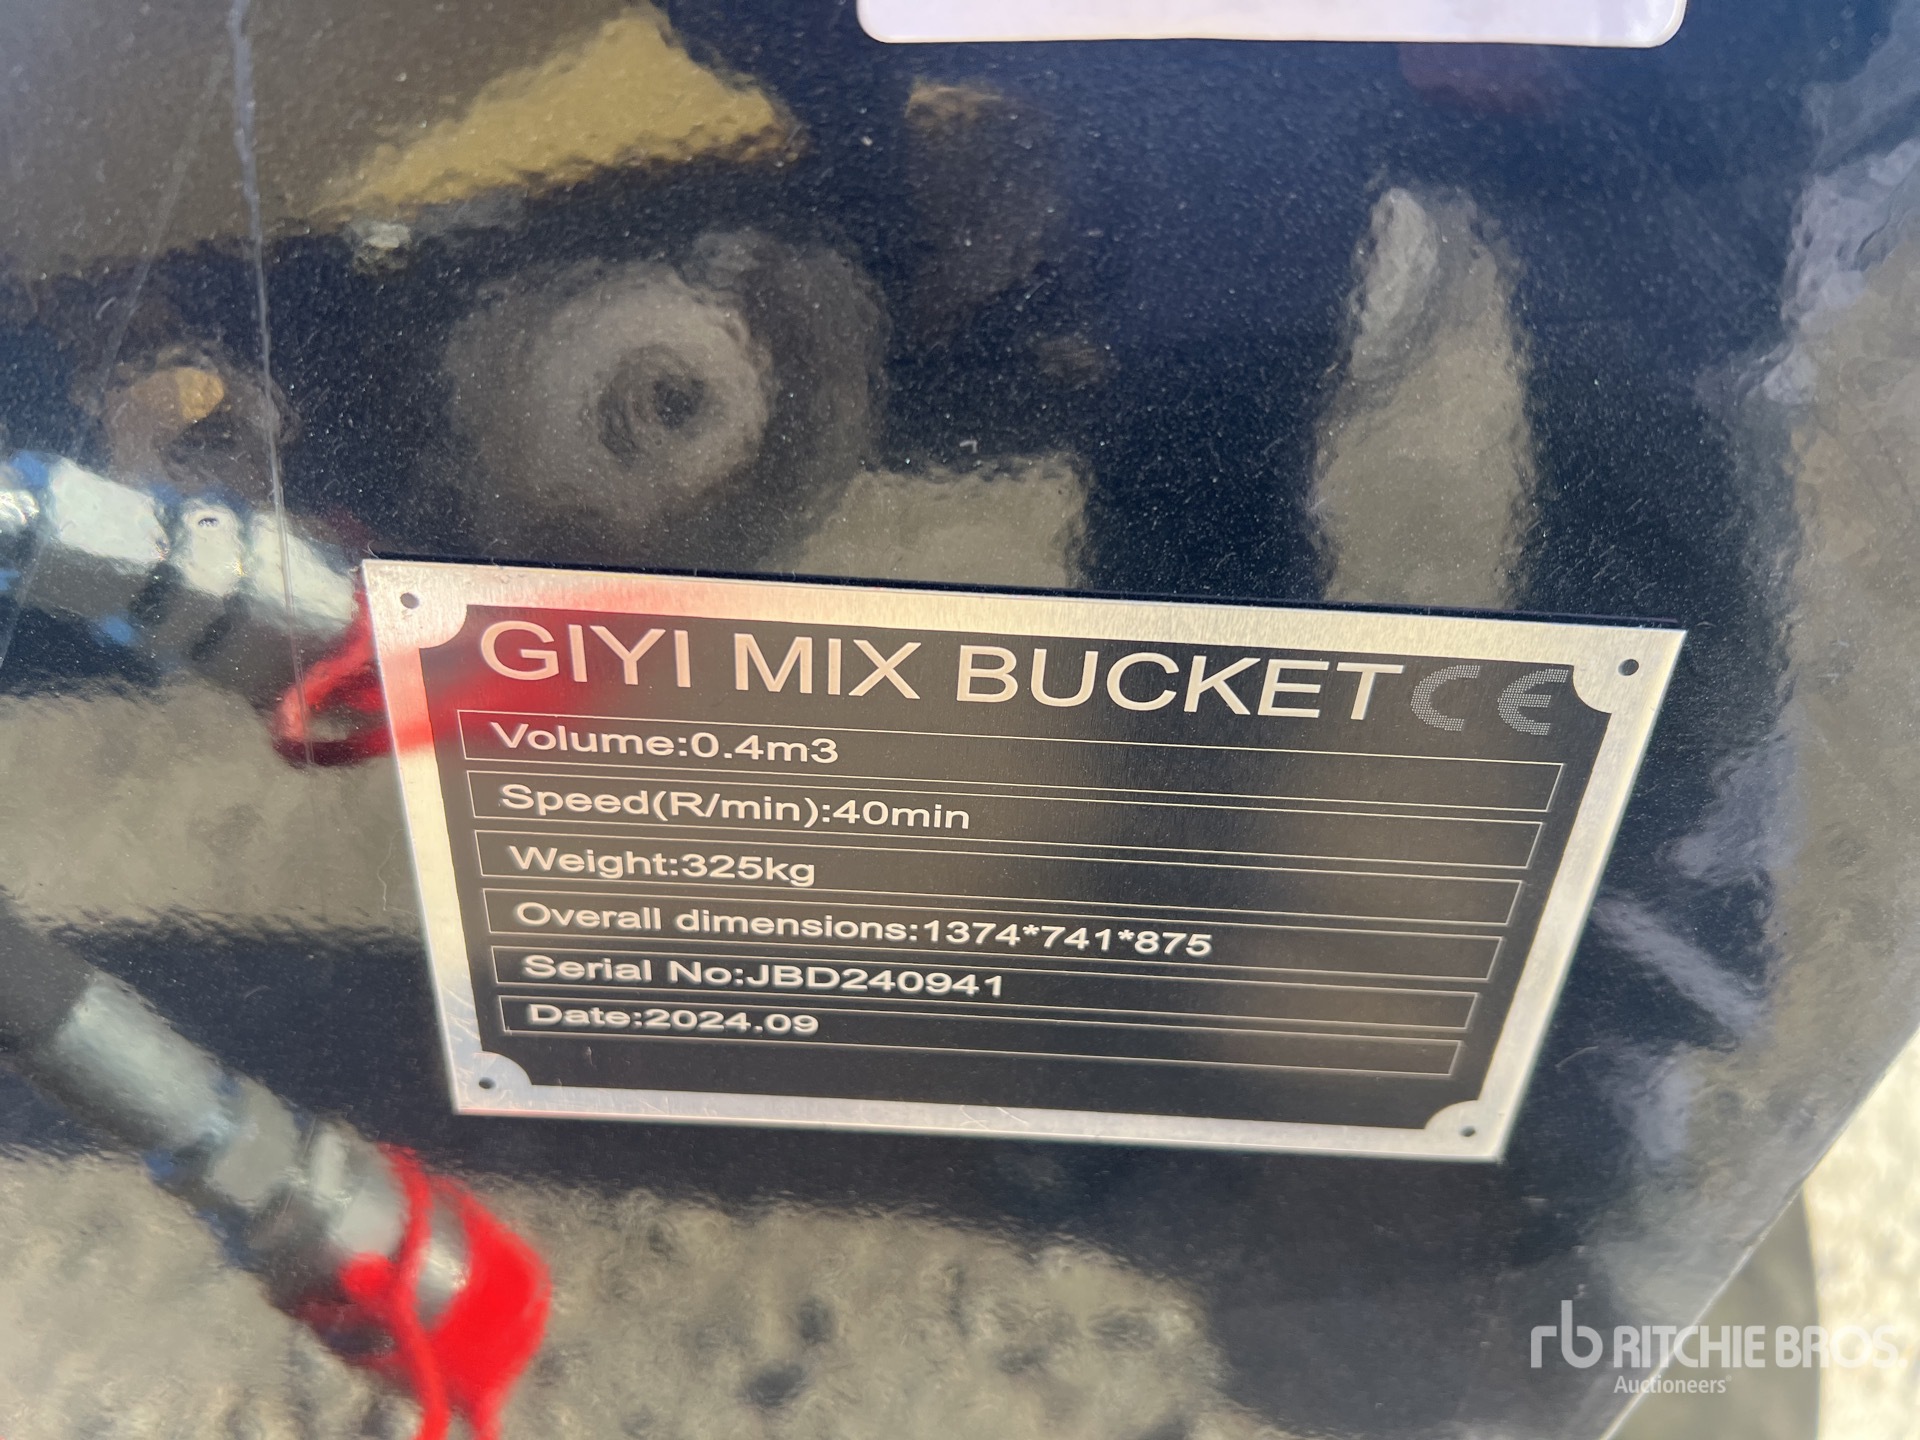 GIYI MIX BUCKET CE
Volume:0.4m3
Speed(R/min):40min
Weight:325kg
Overall dimensions:1374*741*875
Serial No:JBD240941
Date:2024.09
rb RITCHIE BROS.
Auctioneers